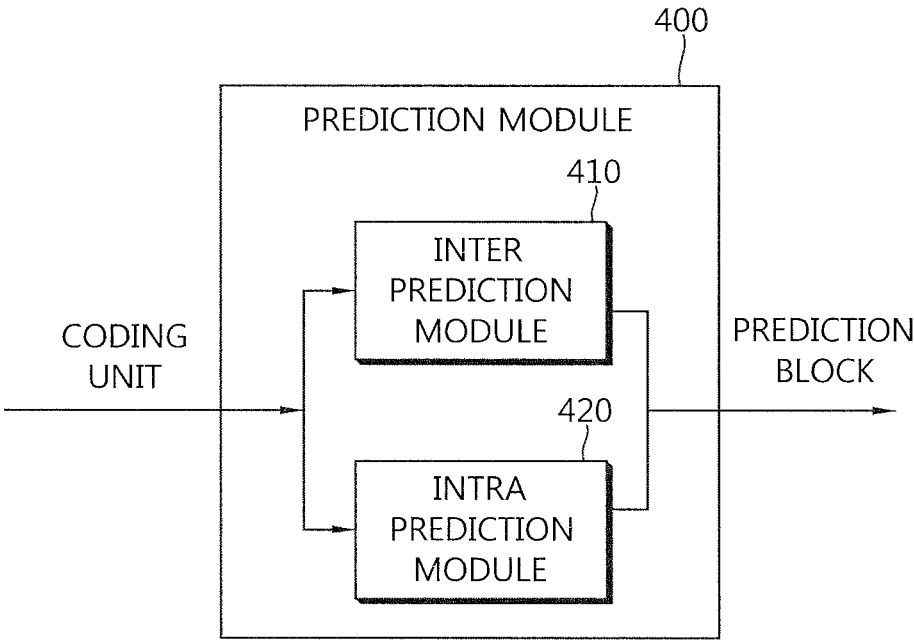 400
PREDICTION MODULE
410
INTER
PREDICTION
MODULE
CODING
UNIT
PREDICTION
BLOCK
420
INTRA
PREDICTION
MODULE